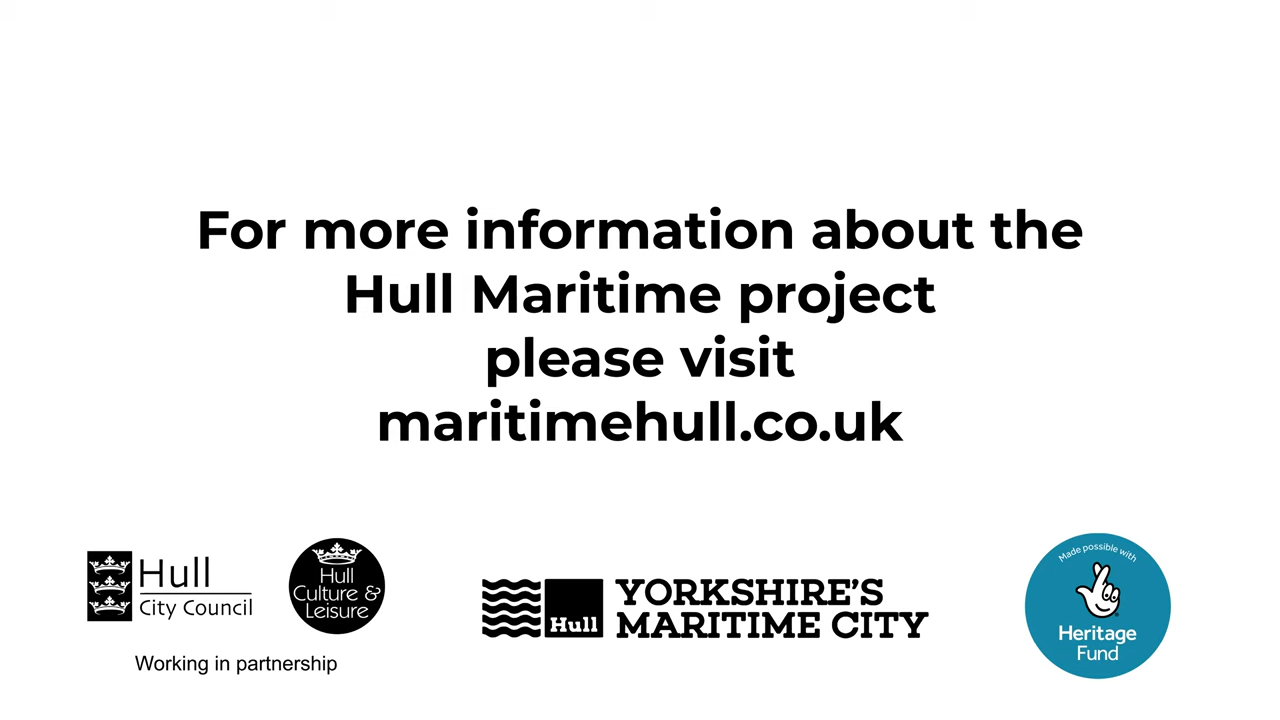 For more information about the
Hull Maritime project
please visit
maritimehull.co.uk
Hull
City Council
Hull
Culture &
Leisure
Working in partnership
Hull
YORKSHIRE'S
MARITIME CITY
Made possible with
Heritage
Fund